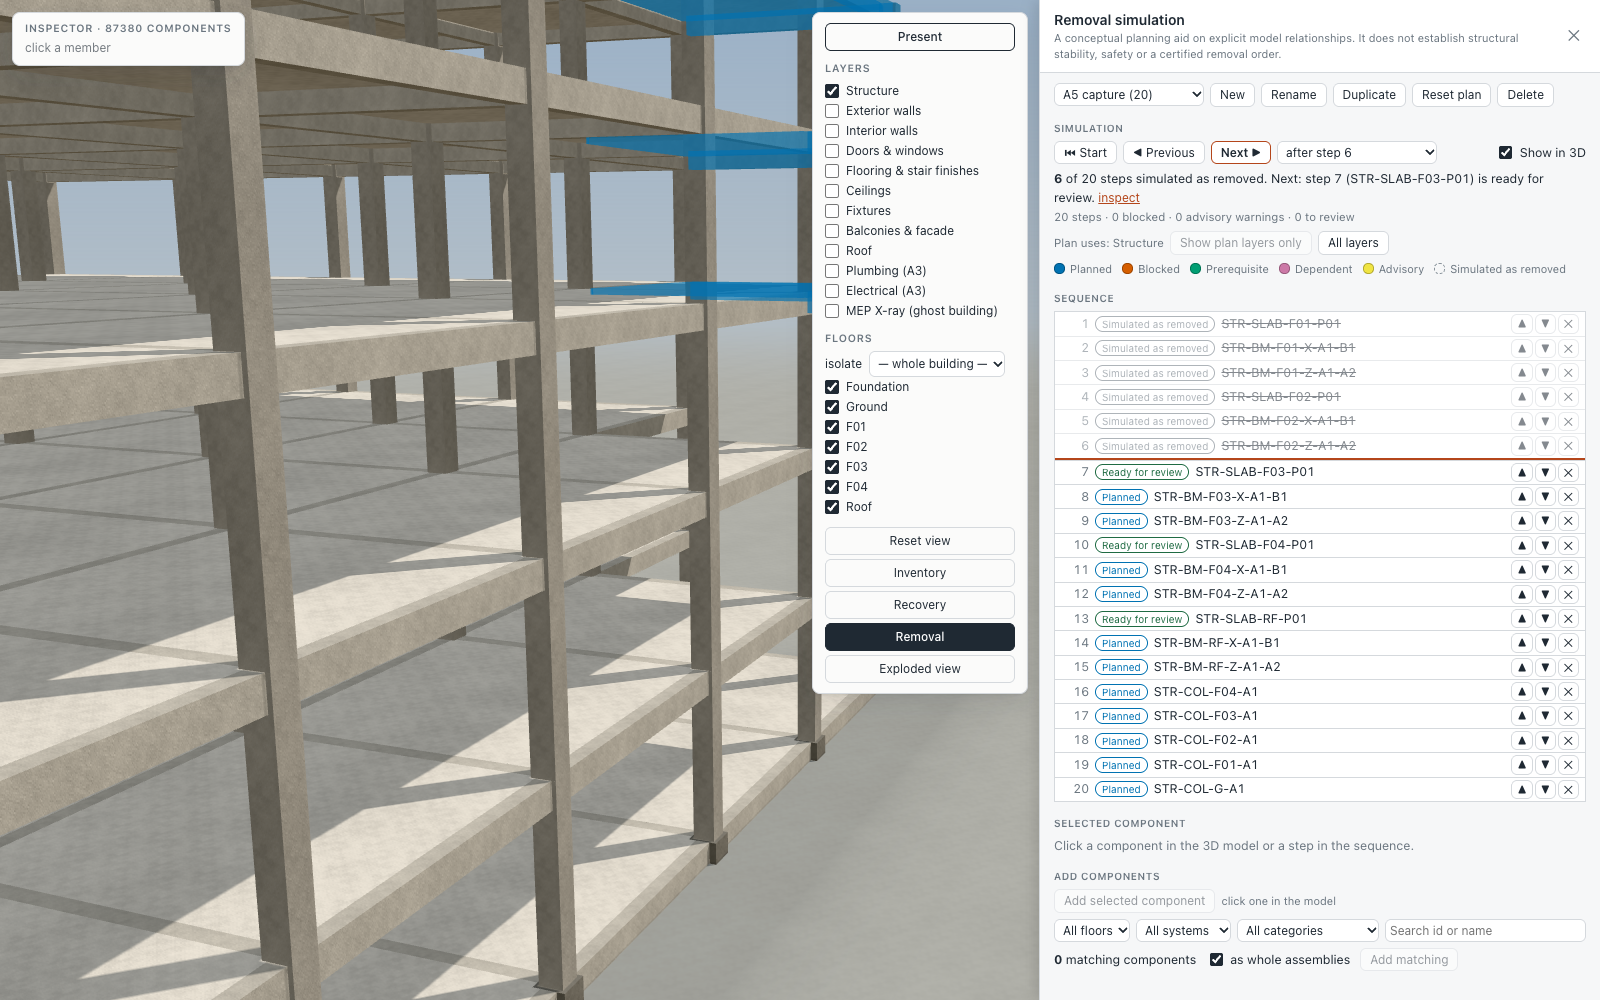 INSPECTOR · 87380 COMPONENTS
click a member
Present
LAYERS
Structure
Exterior walls
Interior walls
Doors & windows
Flooring & stair finishes
Ceilings
Fixtures
Balconies & facade
Roof
Plumbing (A3)
Electrical (A3)
MEP X-ray (ghost building)
FLOORS
isolate — whole building —
Foundation
Ground
F01
F02
F03
F04
Roof
Reset view
Inventory
Recovery
Removal
Exploded view
Removal simulation
A conceptual planning aid on explicit model relationships. It does not establish structural
stability, safety or a certified removal order.
A5 capture (20) New Rename Duplicate Reset plan Delete
SIMULATION
⏮ Start ◀ Previous Next ▶ after step 6 Show in 3D
6 of 20 steps simulated as removed. Next: step 7 (STR-SLAB-F03-P01) is ready for
review. inspect
20 steps · 0 blocked · 0 advisory warnings · 0 to review
Plan uses: Structure Show plan layers only All layers
Planned Blocked Prerequisite Dependent Advisory Simulated as removed
SEQUENCE
1 Simulated as removed STR-SLAB-F01-P01 ▲ ▼ ✕
2 Simulated as removed STR-BM-F01-X-A1-B1 ▲ ▼ ✕
3 Simulated as removed STR-BM-F01-Z-A1-A2 ▲ ▼ ✕
4 Simulated as removed STR-SLAB-F02-P01 ▲ ▼ ✕
5 Simulated as removed STR-BM-F02-X-A1-B1 ▲ ▼ ✕
6 Simulated as removed STR-BM-F02-Z-A1-A2 ▲ ▼ ✕
7 Ready for review STR-SLAB-F03-P01 ▲ ▼ ✕
8 Planned STR-BM-F03-X-A1-B1 ▲ ▼ ✕
9 Planned STR-BM-F03-Z-A1-A2 ▲ ▼ ✕
10 Ready for review STR-SLAB-F04-P01 ▲ ▼ ✕
11 Planned STR-BM-F04-X-A1-B1 ▲ ▼ ✕
12 Planned STR-BM-F04-Z-A1-A2 ▲ ▼ ✕
13 Ready for review STR-SLAB-RF-P01 ▲ ▼ ✕
14 Planned STR-BM-RF-X-A1-B1 ▲ ▼ ✕
15 Planned STR-BM-RF-Z-A1-A2 ▲ ▼ ✕
16 Planned STR-COL-F04-A1 ▲ ▼ ✕
17 Planned STR-COL-F03-A1 ▲ ▼ ✕
18 Planned STR-COL-F02-A1 ▲ ▼ ✕
19 Planned STR-COL-F01-A1 ▲ ▼ ✕
20 Planned STR-COL-G-A1 ▲ ▼ ✕
SELECTED COMPONENT
Click a component in the 3D model or a step in the sequence.
ADD COMPONENTS
Add selected component click one in the model
All floors All systems All categories Search id or name
0 matching components as whole assemblies Add matching